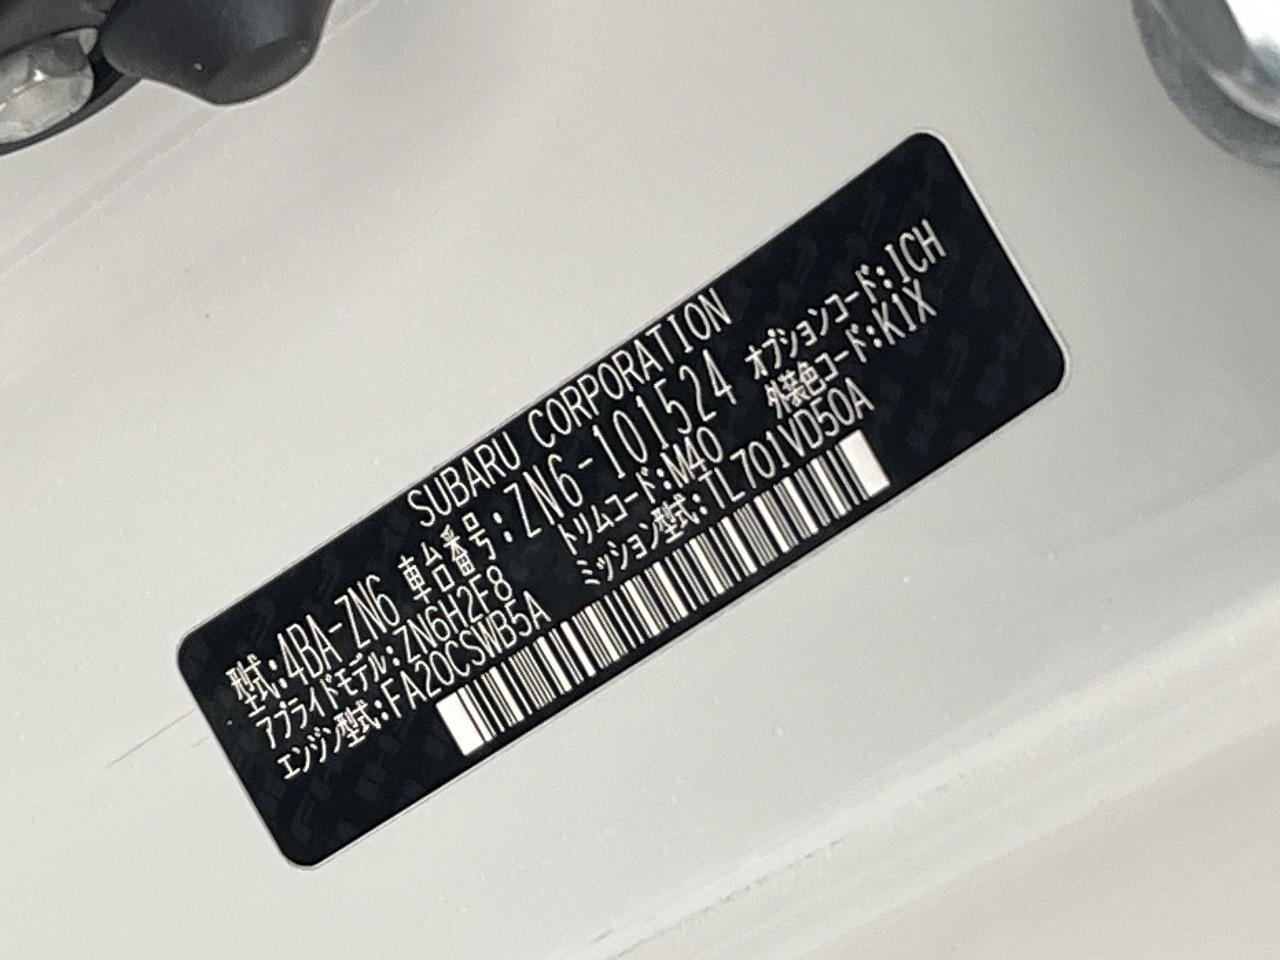 SUBARU CORPORATION
型式:4BA-ZN6 車台番号:ZN6-101524 オプションコード:ICH
アプライドモデル:ZN6H2F8 トリムコード:M40 外装色コード:K1X
エンジン型式:FA20CSWB5A ミッション型式:TL701VD50A